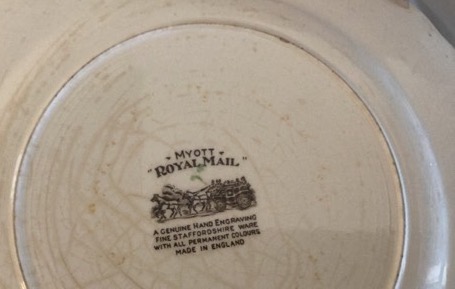 MYOTT
"ROYAL MAIL"
A GENUINE HAND ENGRAVING
FINE STAFFORDSHIRE WARE
WITH ALL PERMANENT COLOURS
MADE IN ENGLAND